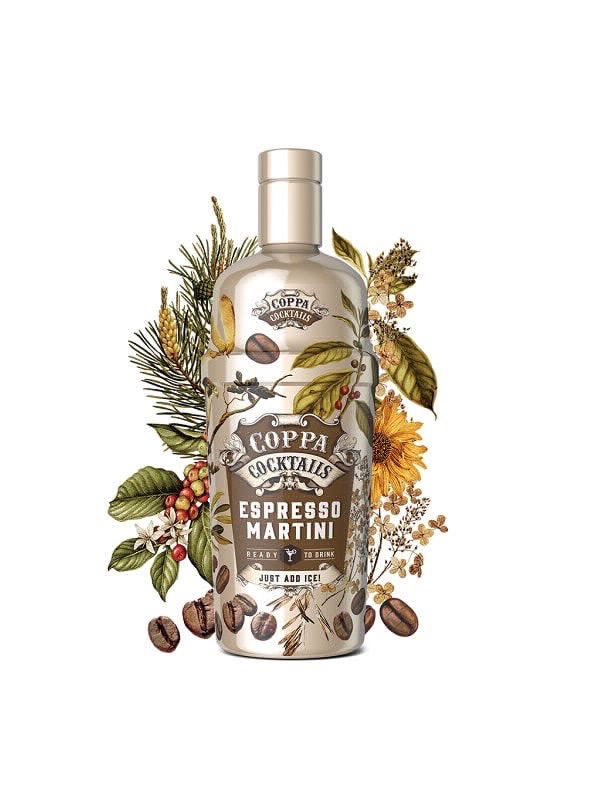 COPPA
COCKTAILS
COPPA
COCKTAILS
ESPRESSO
MARTINI
READY TO DRINK
JUST ADD ICE!